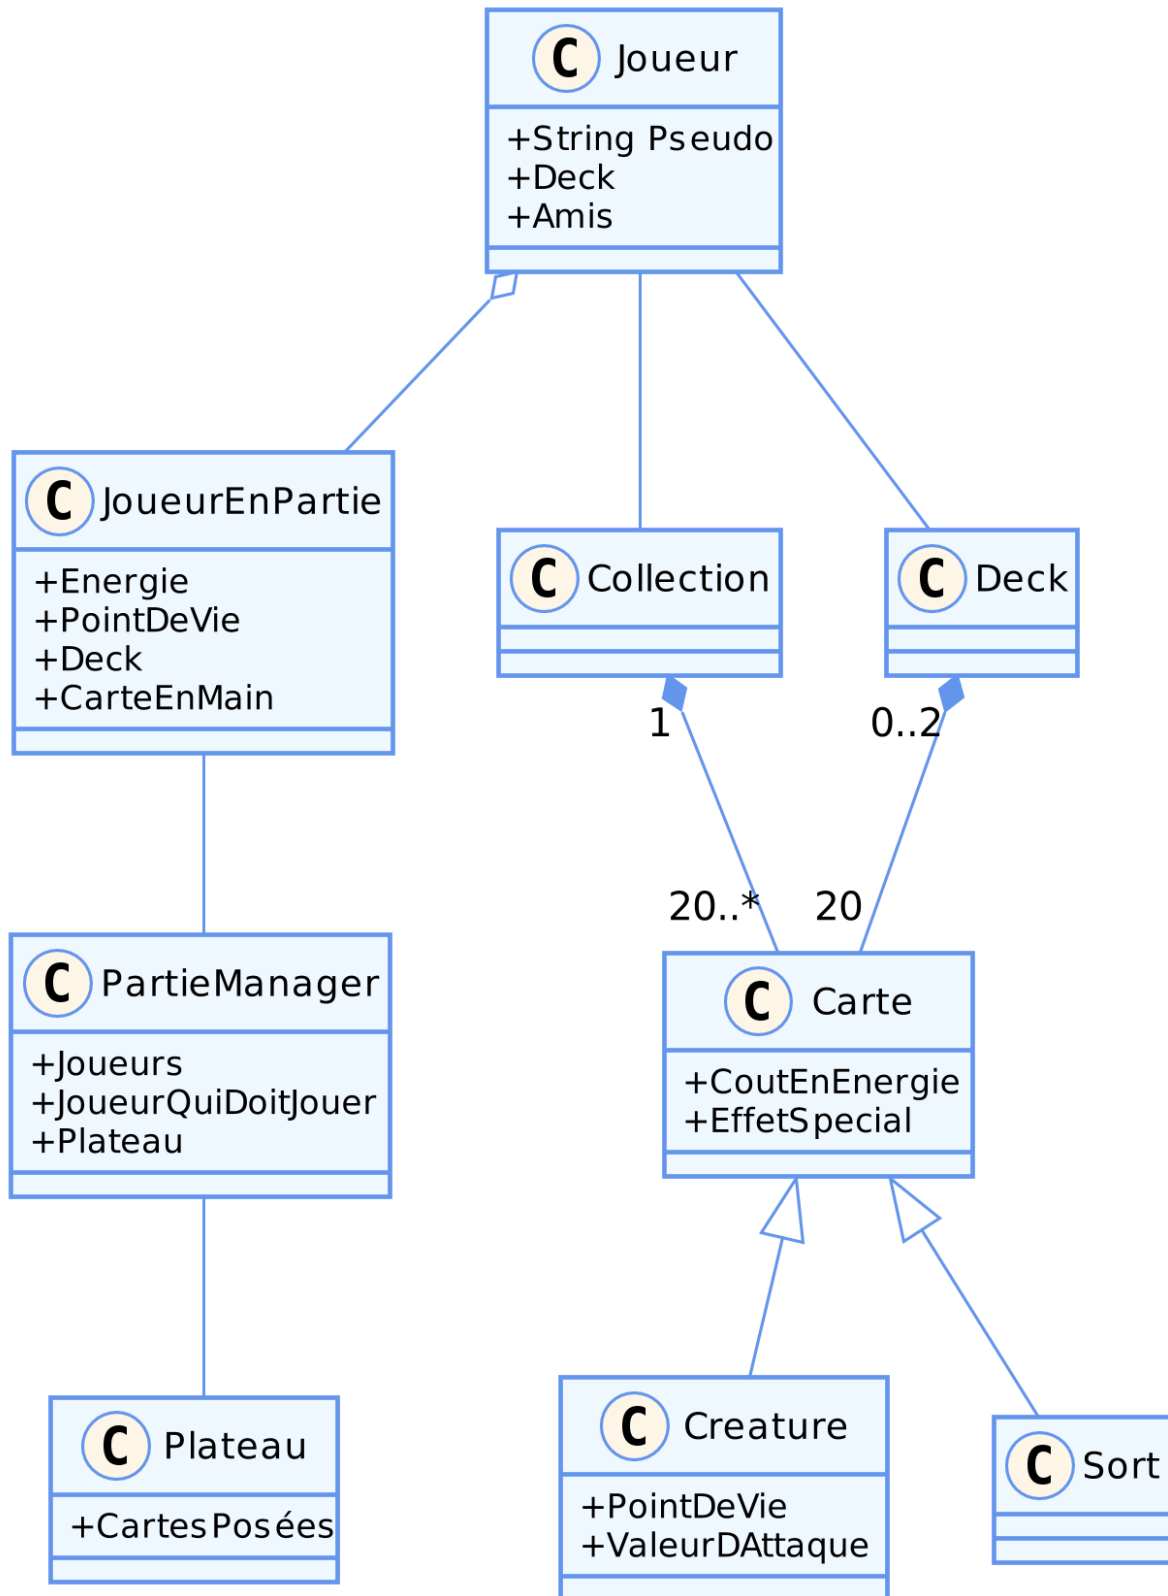 C Joueur
+String Pseudo
+Deck
+Amis
C JoueurEnPartie
+Energie
+PointDeVie
+Deck
+CarteEnMain
C Collection
C Deck
1
0..2
20..*
20
C PartieManager
+Joueurs
+JoueurQuiDoitJouer
+Plateau
C Carte
+CoutEnEnergie
+EffetSpecial
C Plateau
+CartesPosées
C Creature
+PointDeVie
+ValeurDAttaque
C Sort